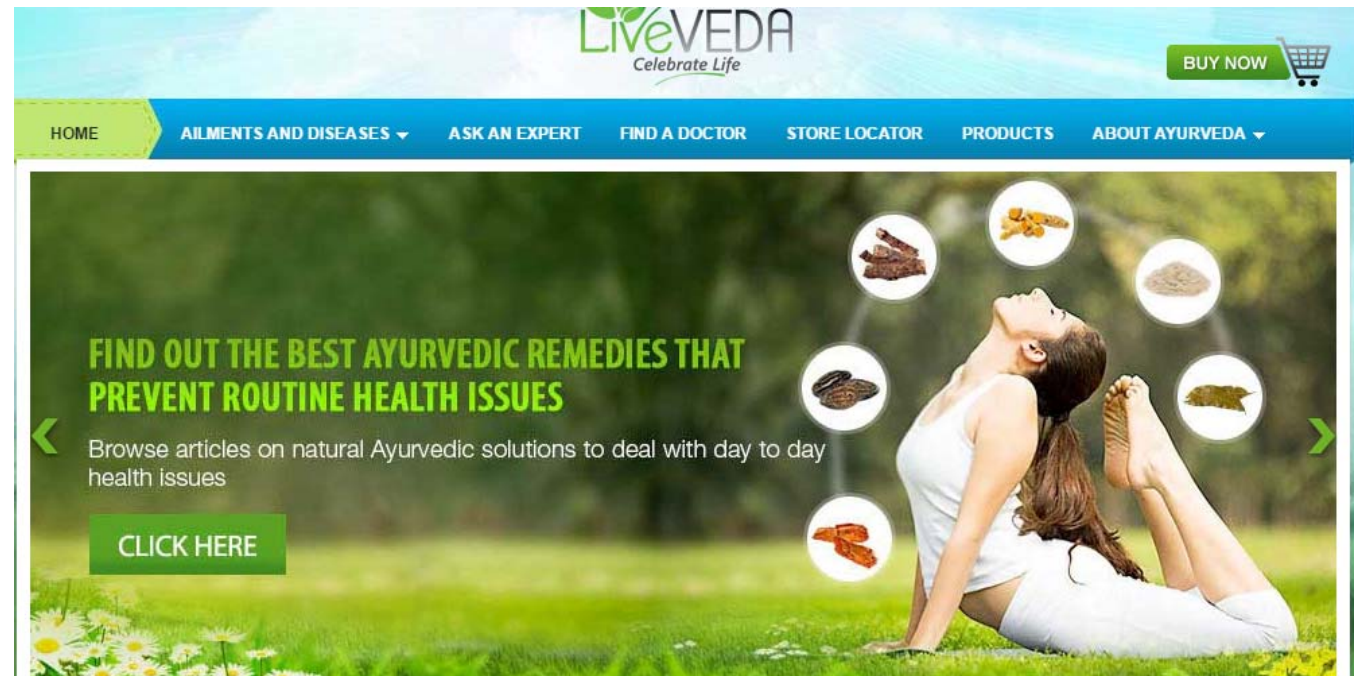 LiveVEDA
Celebrate Life
BUY NOW
HOME AILMENTS AND DISEASES ASK AN EXPERT FIND A DOCTOR STORE LOCATOR PRODUCTS ABOUT AYURVEDA
FIND OUT THE BEST AYURVEDIC REMEDIES THAT
PREVENT ROUTINE HEALTH ISSUES
Browse articles on natural Ayurvedic solutions to deal with day to day
health issues
CLICK HERE